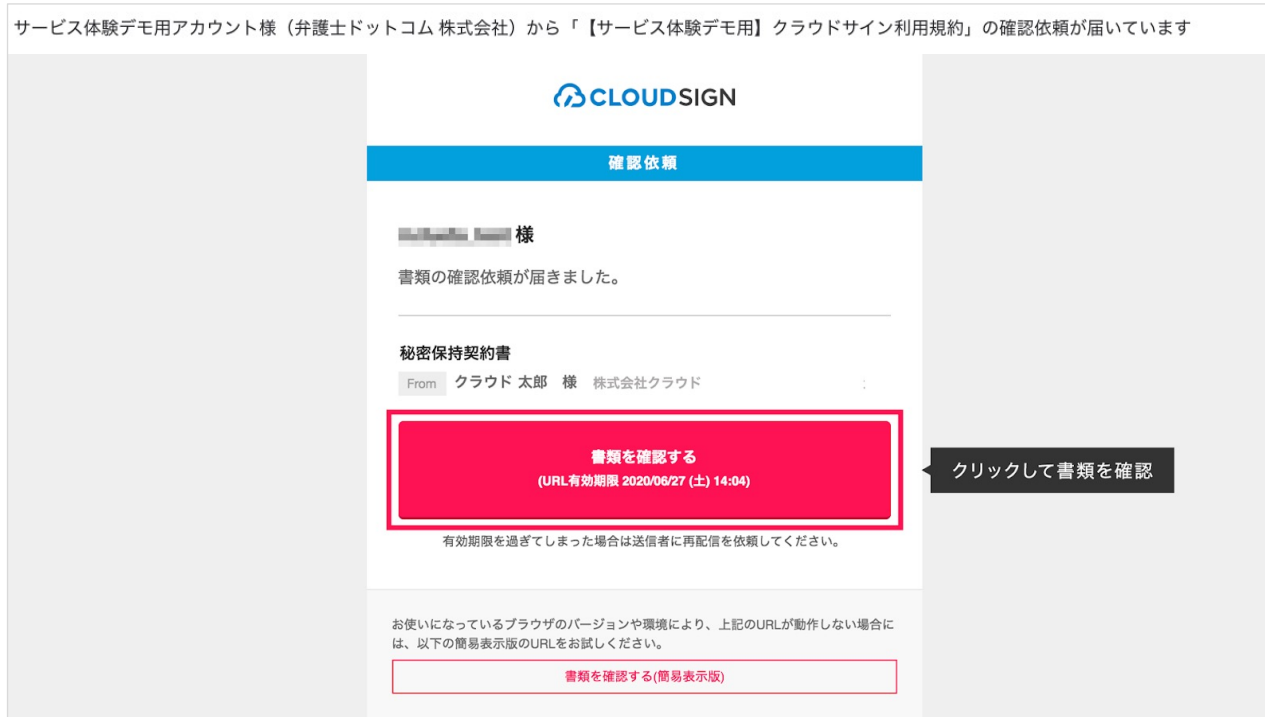 サービス体験デモ用アカウント様（弁護士ドットコム 株式会社）から「【サービス体験デモ用】クラウドサイン利用規約」の確認依頼が届いています
CLOUDSIGN
確認依頼
様
書類の確認依頼が届きました。
秘密保持契約書
From クラウド 太郎 様 株式会社クラウド
書類を確認する
(URL有効期限 2020/06/27 (土) 14:04)
クリックして書類を確認
有効期限を過ぎてしまった場合は送信者に再配信を依頼してください。
お使いになっているブラウザのバージョンや環境により、上記のURLが動作しない場合に
は、以下の簡易表示版のURLをお試しください。
書類を確認する(簡易表示版)